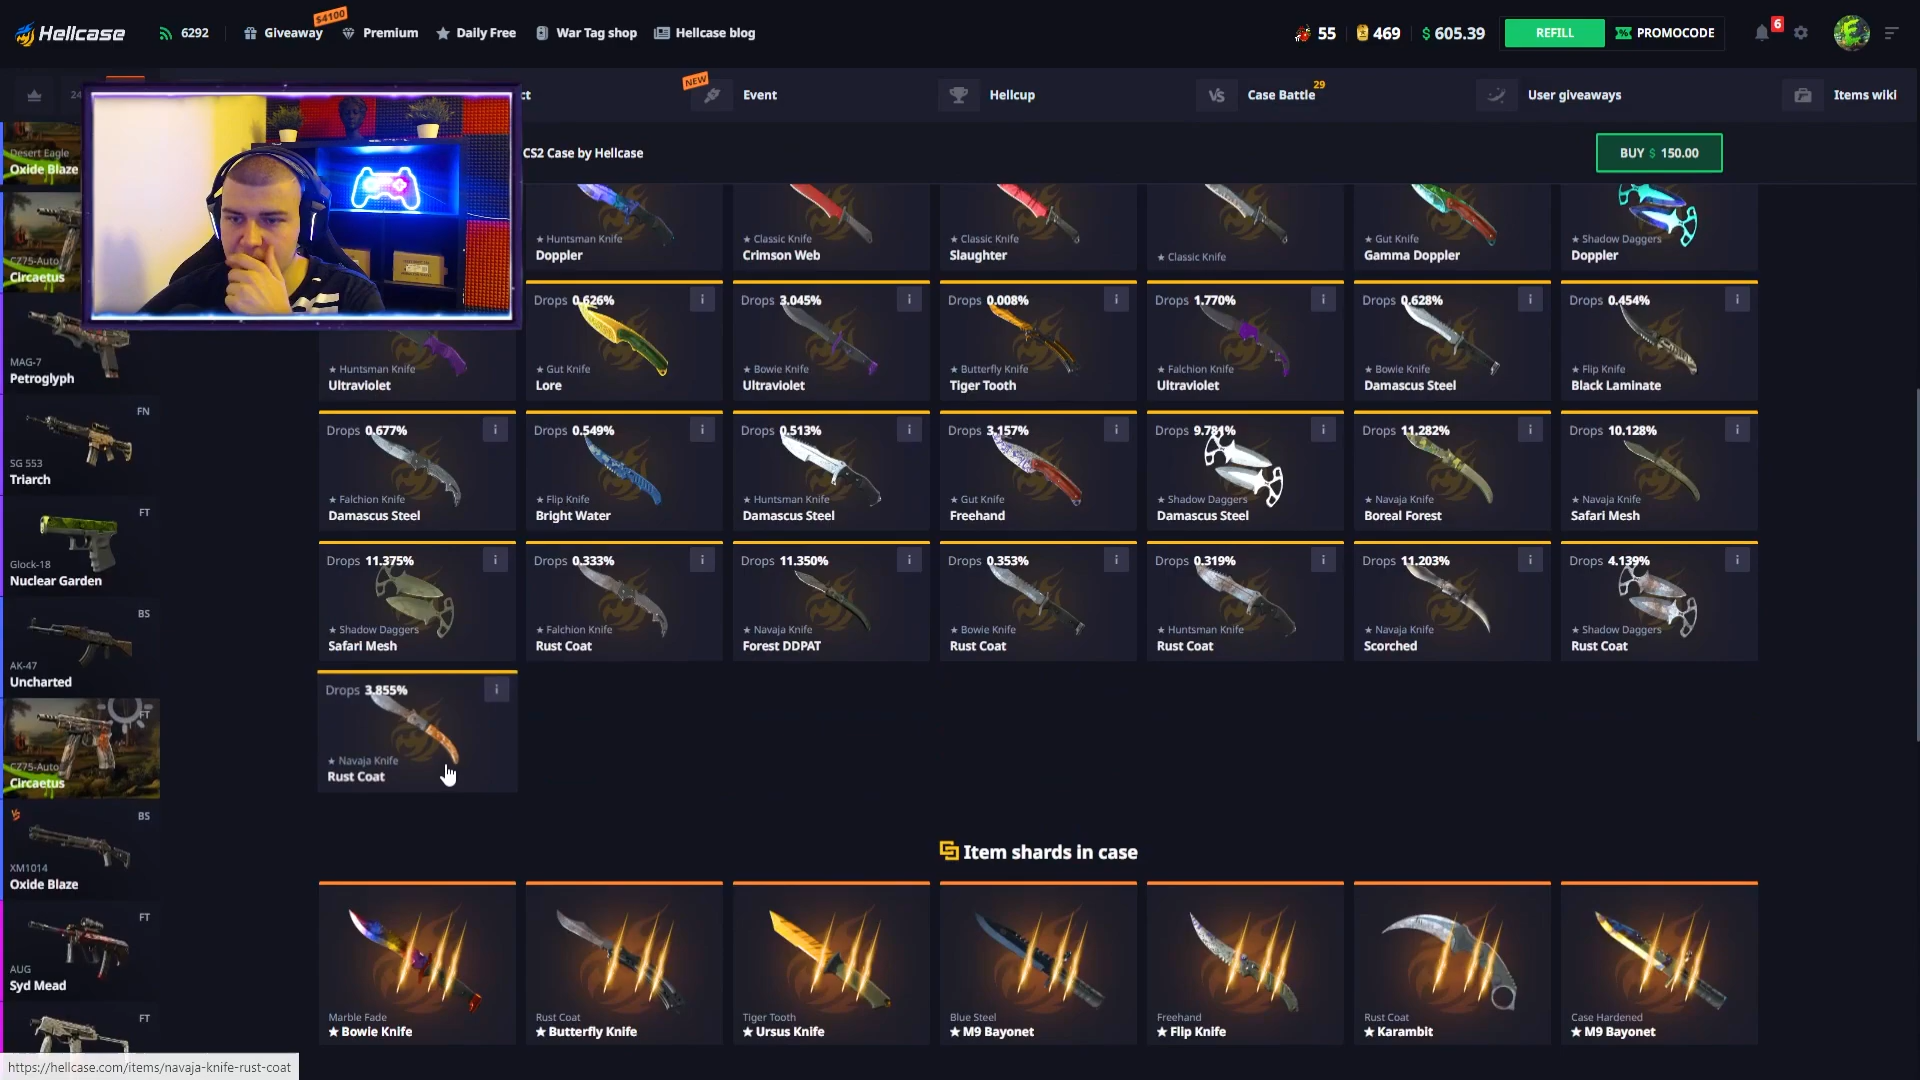 Hellcase
6292
Giveaway
$4100
Premium
Daily Free
War Tag shop
Hellcase blog
55
469
$ 605.39
REFILL
PROMOCODE
6
24
ct
NEW
Event
Hellcup
VS
Case Battle
29
User giveaways
Items wiki
CS2 Case by Hellcase
BUY $ 150.00
Desert Eagle
Oxide Blaze
CZ75-Auto
Circaetus
MAG-7
Petroglyph
FN
SG 553
Triarch
FT
Glock-18
Nuclear Garden
BS
AK-47
Uncharted
FT
CZ75-Auto
Circaetus
BS
XM1014
Oxide Blaze
FT
AUG
Syd Mead
FT
★ Huntsman Knife
Doppler
★ Classic Knife
Crimson Web
★ Classic Knife
Slaughter
★ Classic Knife
★ Gut Knife
Gamma Doppler
★ Shadow Daggers
Doppler
★ Huntsman Knife
Ultraviolet
Drops 0.626%
i
★ Gut Knife
Lore
Drops 3.045%
i
★ Bowie Knife
Ultraviolet
Drops 0.008%
i
★ Butterfly Knife
Tiger Tooth
Drops 1.770%
i
★ Falchion Knife
Ultraviolet
Drops 0.628%
i
★ Bowie Knife
Damascus Steel
Drops 0.454%
i
★ Flip Knife
Black Laminate
Drops 0.677%
i
★ Falchion Knife
Damascus Steel
Drops 0.549%
i
★ Flip Knife
Bright Water
Drops 0.513%
i
★ Huntsman Knife
Damascus Steel
Drops 3.157%
i
★ Gut Knife
Freehand
Drops 9.781%
i
★ Shadow Daggers
Damascus Steel
Drops 11.282%
i
★ Navaja Knife
Boreal Forest
Drops 10.128%
i
★ Navaja Knife
Safari Mesh
Drops 11.375%
i
★ Shadow Daggers
Safari Mesh
Drops 0.333%
i
★ Falchion Knife
Rust Coat
Drops 11.350%
i
★ Navaja Knife
Forest DDPAT
Drops 0.353%
i
★ Bowie Knife
Rust Coat
Drops 0.319%
i
★ Huntsman Knife
Rust Coat
Drops 11.203%
i
★ Navaja Knife
Scorched
Drops 4.139%
i
★ Shadow Daggers
Rust Coat
Drops 3.855%
i
★ Navaja Knife
Rust Coat
Item shards in case
Marble Fade
★ Bowie Knife
Rust Coat
★ Butterfly Knife
Tiger Tooth
★ Ursus Knife
Blue Steel
★ M9 Bayonet
Freehand
★ Flip Knife
Rust Coat
★ Karambit
Case Hardened
★ M9 Bayonet
https://hellcase.com/items/navaja-knife-rust-coat